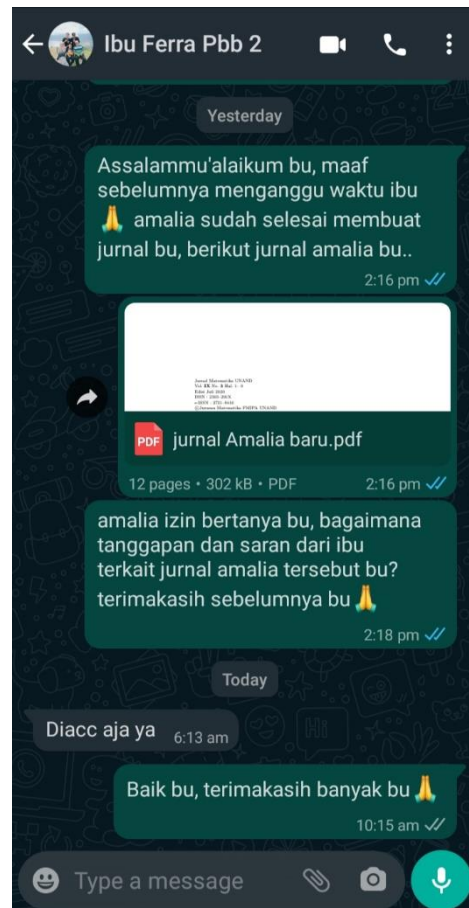 Ibu Ferra Pbb 2
Yesterday
Assalammu'alaikum bu, maaf
sebelumnya menganggu waktu ibu
🙏 amalia sudah selesai membuat
jurnal bu, berikut jurnal amalia bu..
2:16 pm
Jurnal Matematika UNAND
PDF
jurnal Amalia baru.pdf
12 pages • 302 kB • PDF
2:16 pm
amalia izin bertanya bu, bagaimana
tanggapan dan saran dari ibu
terkait jurnal amalia tersebut bu?
terimakasih sebelumnya bu 🙏
2:18 pm
Today
Diacc aja ya
6:13 am
Baik bu, terimakasih banyak bu 🙏
10:15 am
Type a message